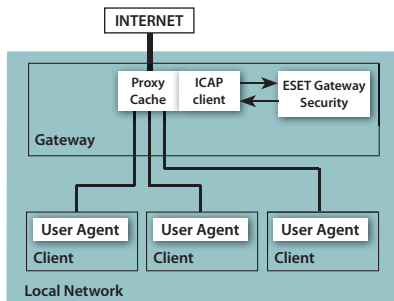 INTERNET
Proxy
Cache
ICAP
client
ESET Gateway
Security
Gateway
User Agent
Client
User Agent
Client
User Agent
Client
Local Network